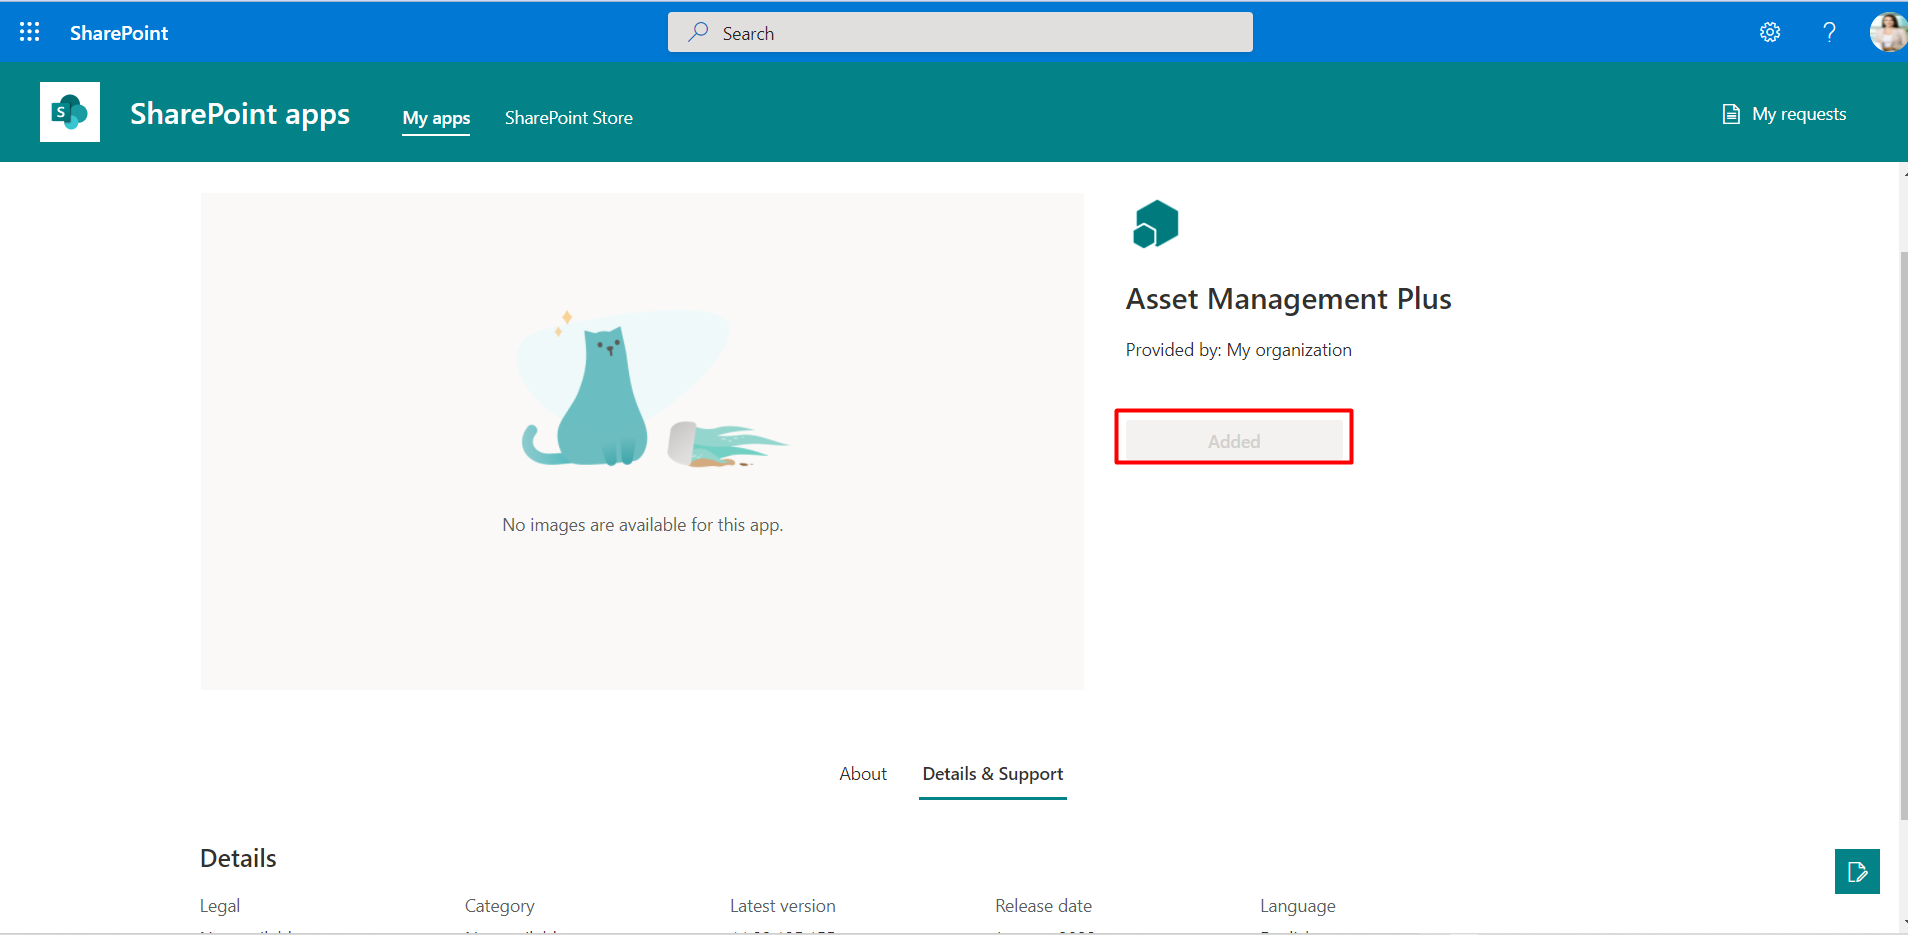 SharePoint
Search
S
SharePoint apps
My apps
SharePoint Store
My requests
Asset Management Plus
Provided by: My organization
Added
No images are available for this app.
About
Details & Support
Details
Legal
Category
Latest version
Release date
Language